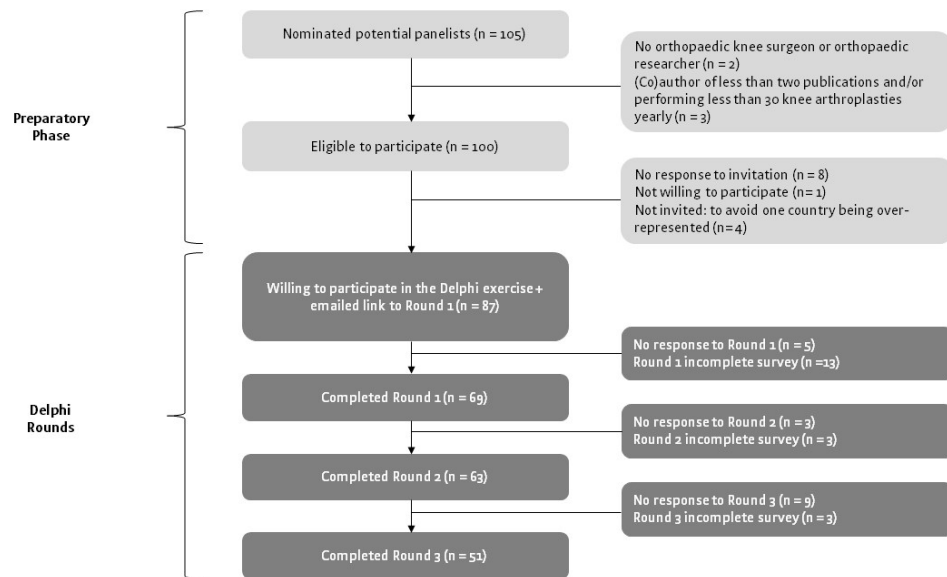 Nominated potential panelists (n = 105)
No orthopaedic knee surgeon or orthopaedic
researcher (n = 2)
(Co)author of less than two publications and/or
performing less than 30 knee arthroplasties
yearly (n = 3)
Preparatory
Phase
Eligible to participate (n = 100)
No response to invitation (n = 8)
Not willing to participate (n= 1)
Not invited: to avoid one country being over-
represented (n= 4)
Willing to participate in the Delphi exercise +
emailed link to Round 1 (n = 87)
No response to Round 1 (n = 5)
Round 1 incomplete survey (n =13)
Completed Round 1 (n = 69)
Delphi
Rounds
No response to Round 2 (n = 3)
Round 2 incomplete survey (n = 3)
Completed Round 2 (n = 63)
No response to Round 3 (n = 9)
Round 3 incomplete survey (n = 3)
Completed Round 3 (n = 51)